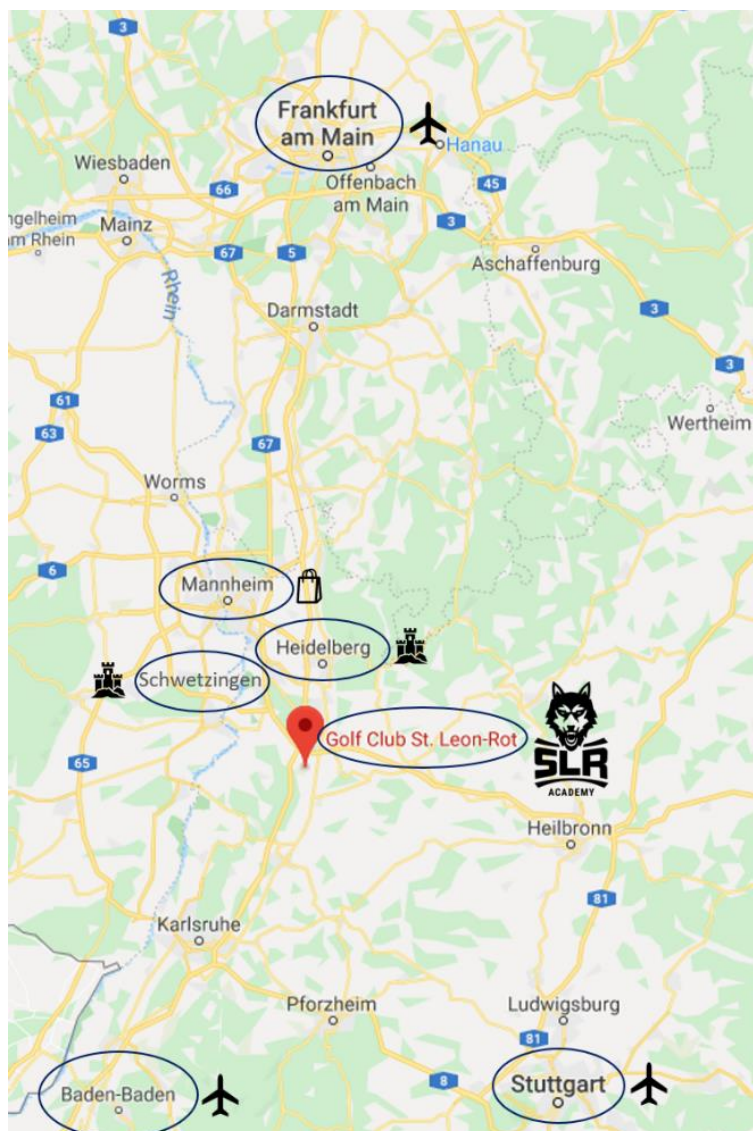 3
Frankfurt
am Main
Hanau
Wiesbaden
66
Offenbach
am Main
45
ngelheim
m Rhein
Mainz
67
5
3
Aschaffenburg
Rhein
Darmstadt
3
3
61
63
67
Wertheim
Worms
6
Mannheim
Heidelberg
Schwetzingen
Golf Club St. Leon-Rot
SLR
ACADEMY
65
Heilbronn
81
Karlsruhe
Pforzheim
Ludwigsburg
81
8
Baden-Baden
Stuttgart